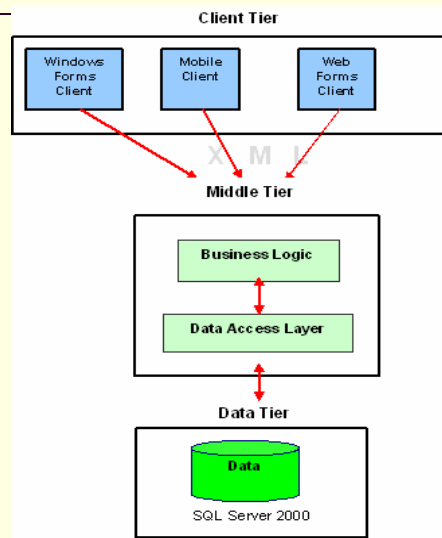 Client Tier
Windows
Forms
Client
Mobile
Client
Web
Forms
Client
X M L
Middle Tier
Business Logic
Data Access Layer
Data Tier
Data
SQL Server 2000